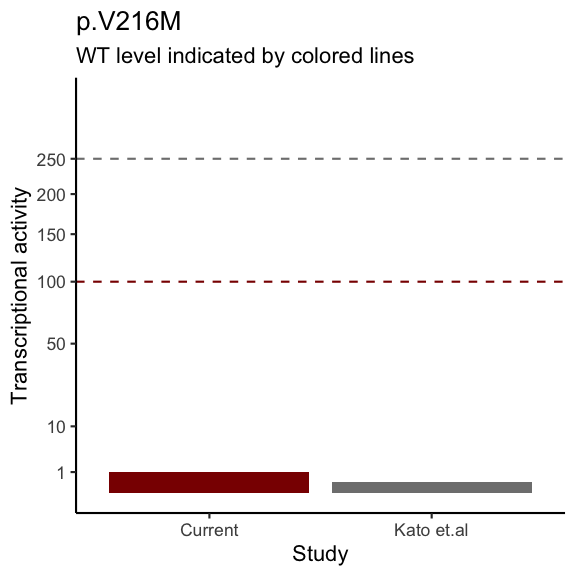 p.V216M
WT level indicated by colored lines
Transcriptional activity
250
200
150
100
50
10
1
Current
Kato et.al
Study